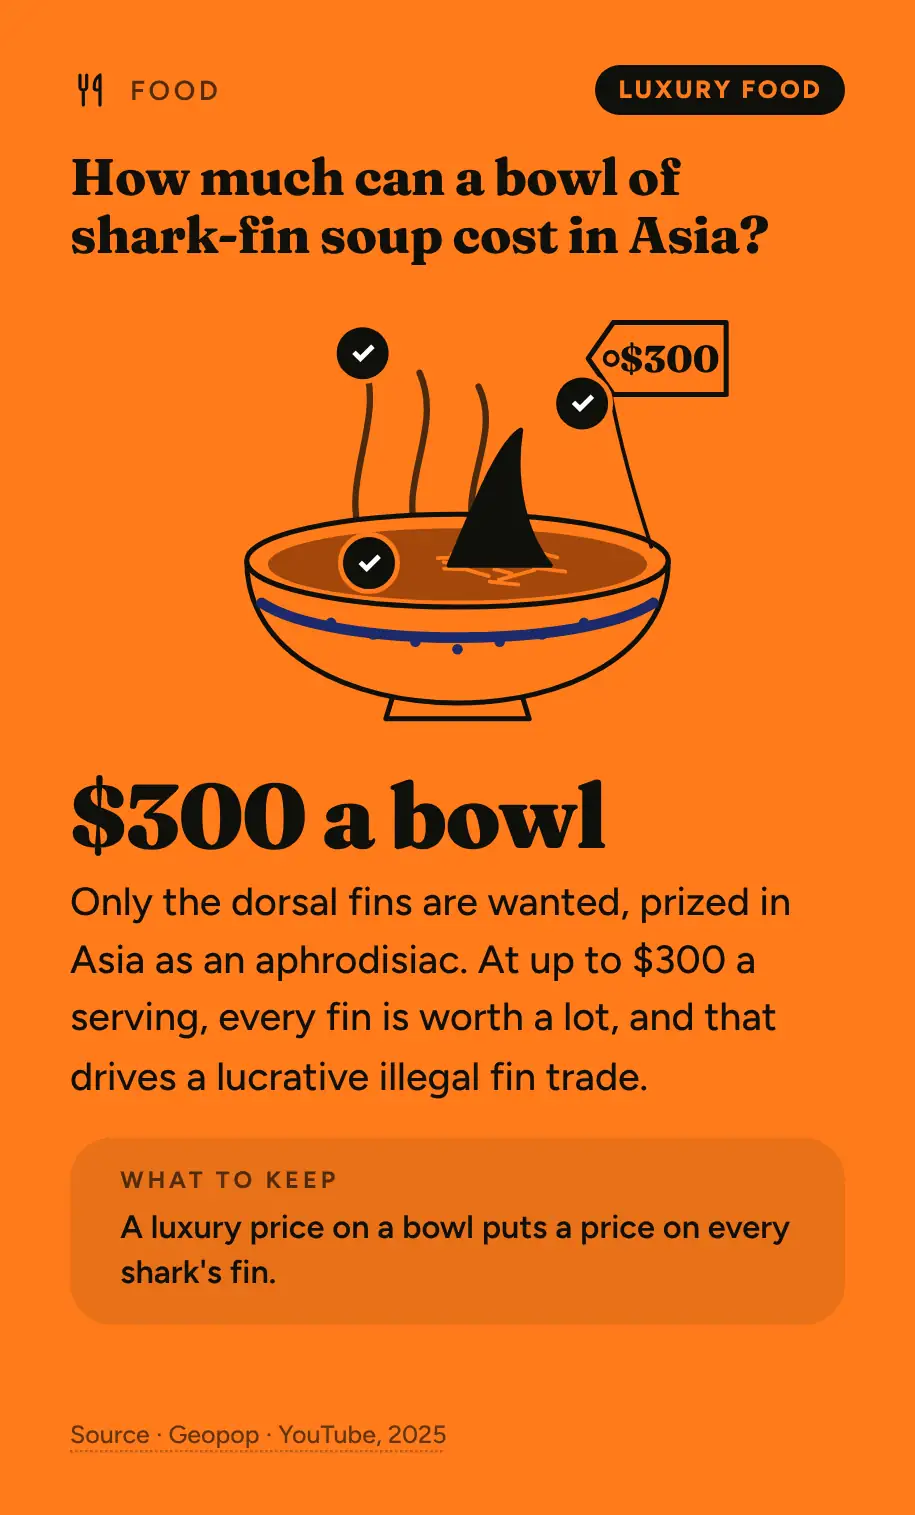 FOOD
LUXURY FOOD
How much can a bowl of
shark-fin soup cost in Asia?
$300
$300 a bowl
Only the dorsal fins are wanted, prized in
Asia as an aphrodisiac. At up to $300 a
serving, every fin is worth a lot, and that
drives a lucrative illegal fin trade.
WHAT TO KEEP
A luxury price on a bowl puts a price on every
shark's fin.
Source · Geopop · YouTube, 2025